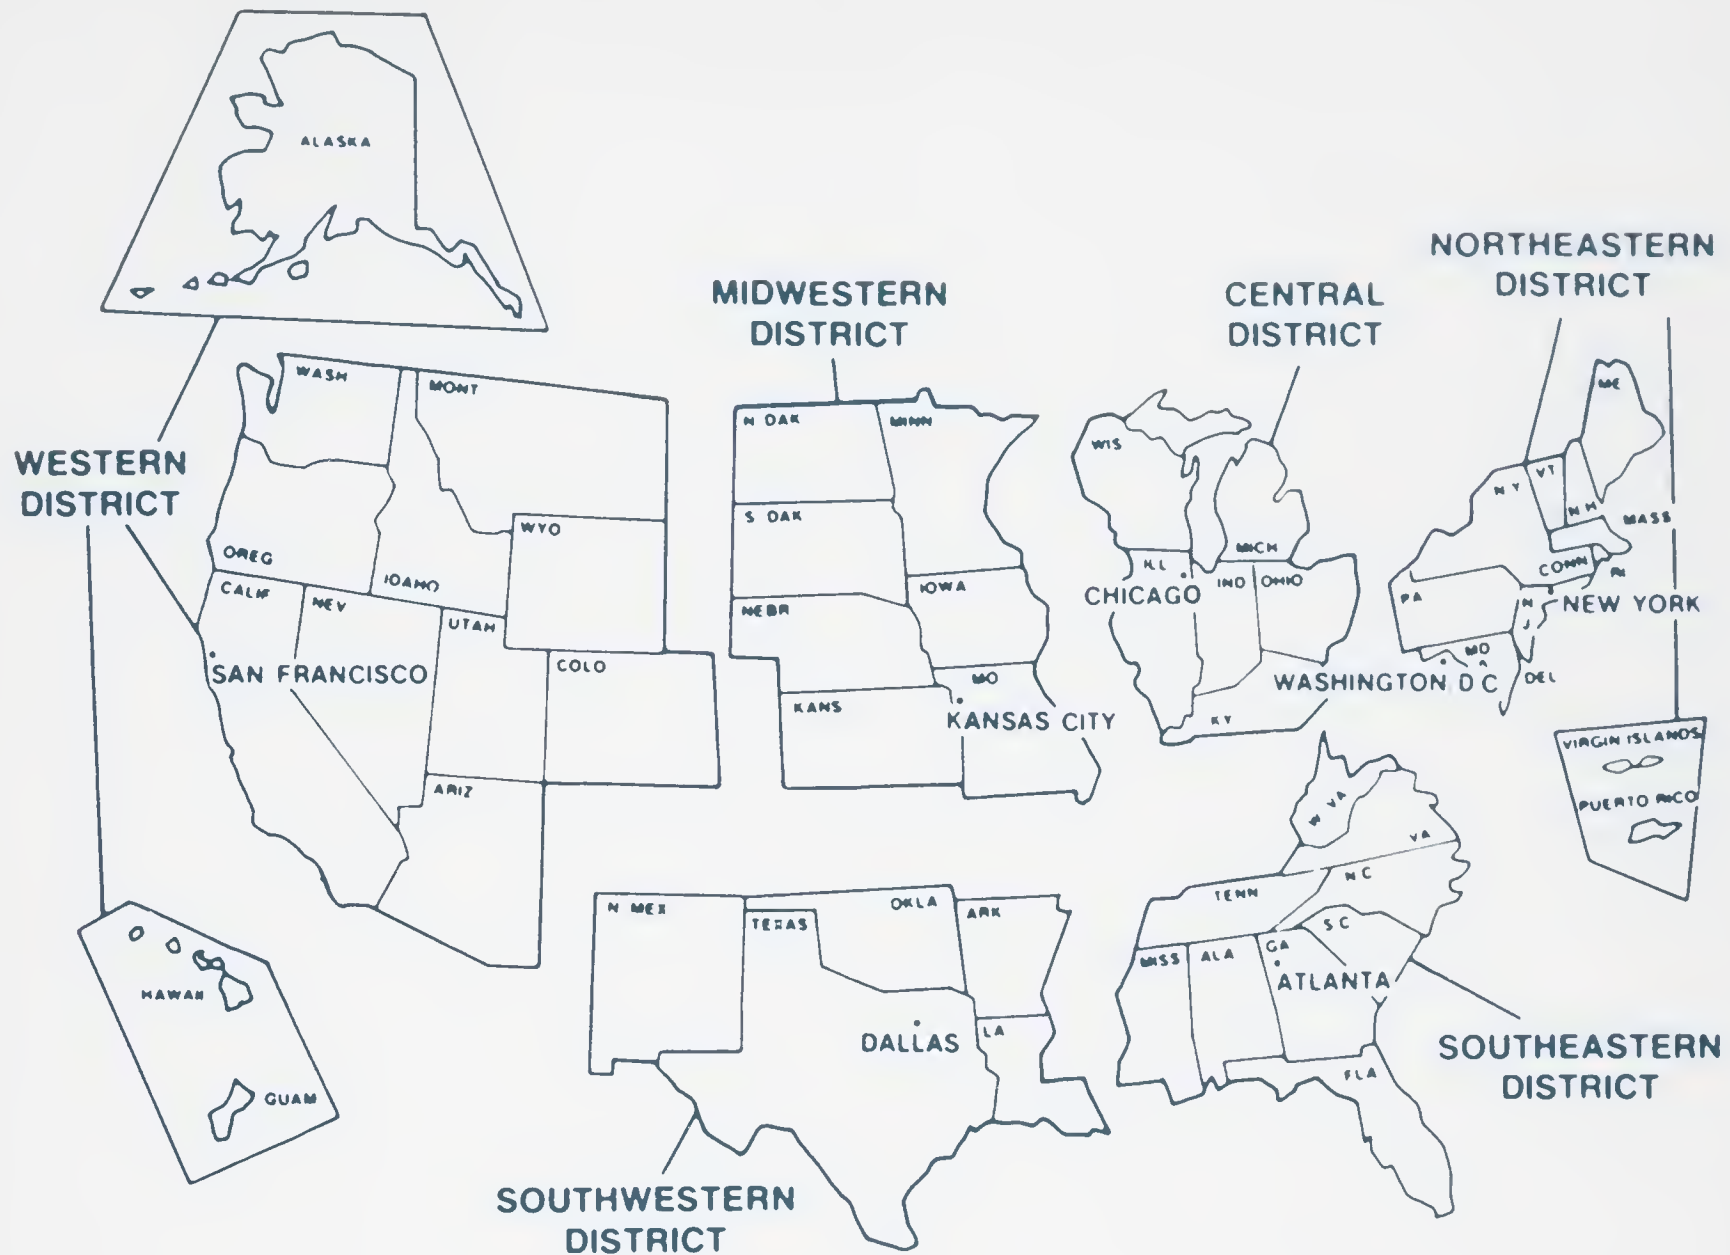 ALASKA
NORTHEASTERN
DISTRICT
MIDWESTERN
DISTRICT
CENTRAL
DISTRICT
WESTERN
DISTRICT
WASH
MONT
OREG
IDAHO
WYO
CALIF
NEV
UTAH
COLO
SAN FRANCISCO
ARIZ
HAWAII
GUAM
N DAK
MINN
S DAK
IOWA
NEBR
MO
KANS
KANSAS CITY
WIS
MICH
ILL
CHICAGO
IND
OHIO
KY
ME
VT
N Y
N H
MASS
CONN
RI
PA
N
J
NEW YORK
MD
WASHINGTON, D C
DEL
VIRGIN ISLANDS
PUERTO RICO
W VA
VA
TENN
N C
S C
MISS
ALA
GA
ATLANTA
FLA
SOUTHEASTERN
DISTRICT
N MEX
TEXAS
OKLA
ARK
DALLAS
LA
SOUTHWESTERN
DISTRICT